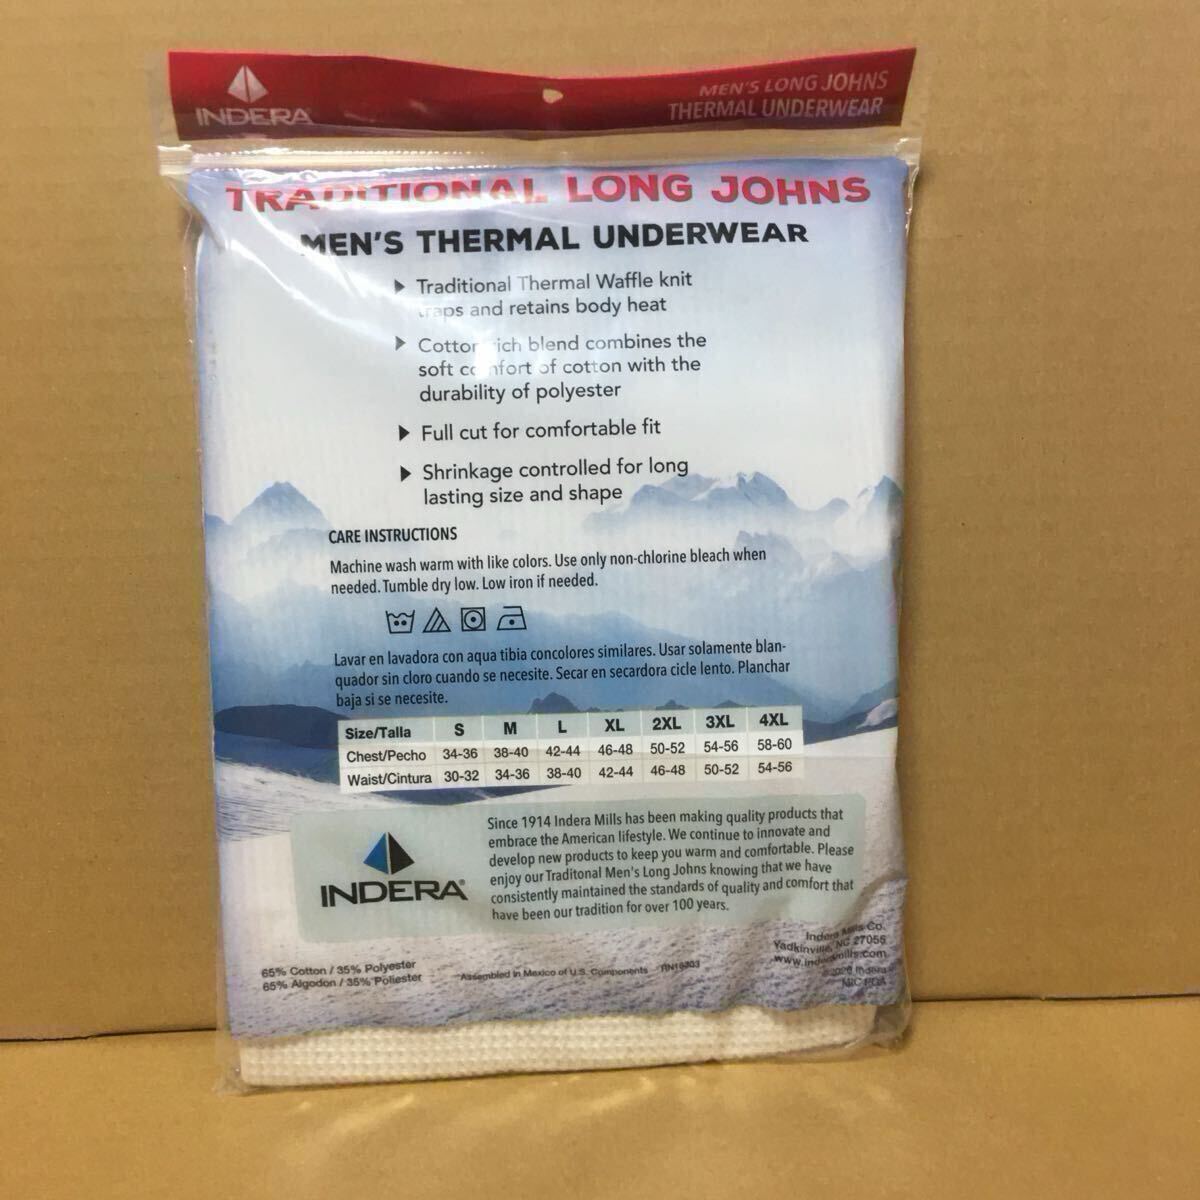 INDERA
MEN'S LONG JOHNS
THERMAL UNDERWEAR
TRADITIONAL LONG JOHNS
MEN'S THERMAL UNDERWEAR
Traditional Thermal Waffle knit
traps and retains body heat
Cotton rich blend combines the
soft comfort of cotton with the
durability of polyester
Full cut for comfortable fit
Shrinkage controlled for long
lasting size and shape
CARE INSTRUCTIONS
Machine wash warm with like colors. Use only non-chlorine bleach when
needed. Tumble dry low. Low iron if needed.
Lavar en lavadora con aqua tibia concolores similares. Usar solamente blan-
quador sin cloro cuando se necesite. Secar en secardora cicle lento. Planchar
baja si se necesite.
Size/Talla S M L XL 2XL 3XL 4XL
Chest/Pecho 34-36 38-40 42-44 46-48 50-52 54-56 58-60
Waist/Cintura 30-32 34-36 38-40 42-44 46-48 50-52 54-56
INDERA®
Since 1914 Indera Mills has been making quality products that
embrace the American lifestyle. We continue to innovate and
develop new products to keep you warm and comfortable. Please
enjoy our Traditonal Men's Long Johns knowing that we have
consistently maintained the standards of quality and comfort that
have been our tradition for over 100 years.
65% Cotton / 35% Polyester
65% Algodon / 35% Poliester
Assembled in Mexico of U.S. Components
Indera Mills Co.
Yadkinville, NC 27055
www.inderamills.com
©2020 Indera